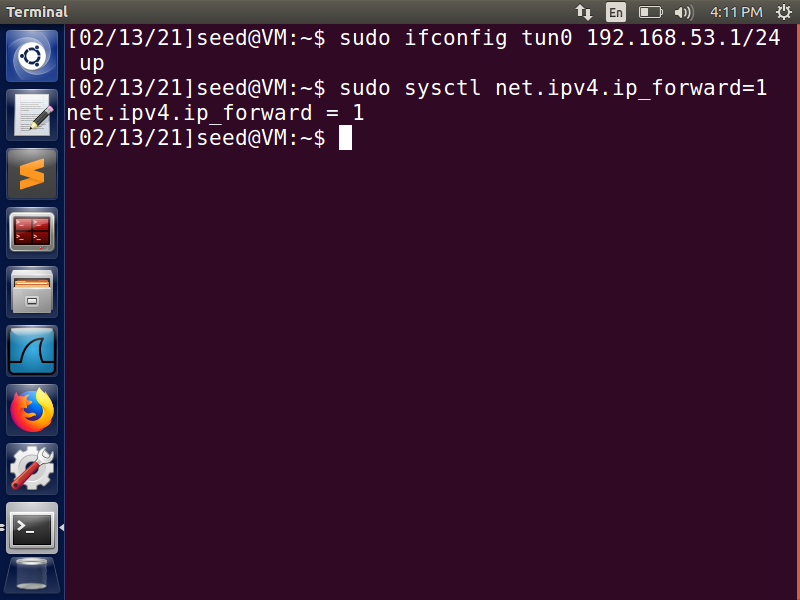 Terminal
En
4:11 PM
[02/13/21]seed@VM:~$ sudo ifconfig tun0 192.168.53.1/24
 up
[02/13/21]seed@VM:~$ sudo sysctl net.ipv4.ip_forward=1
net.ipv4.ip_forward = 1
[02/13/21]seed@VM:~$